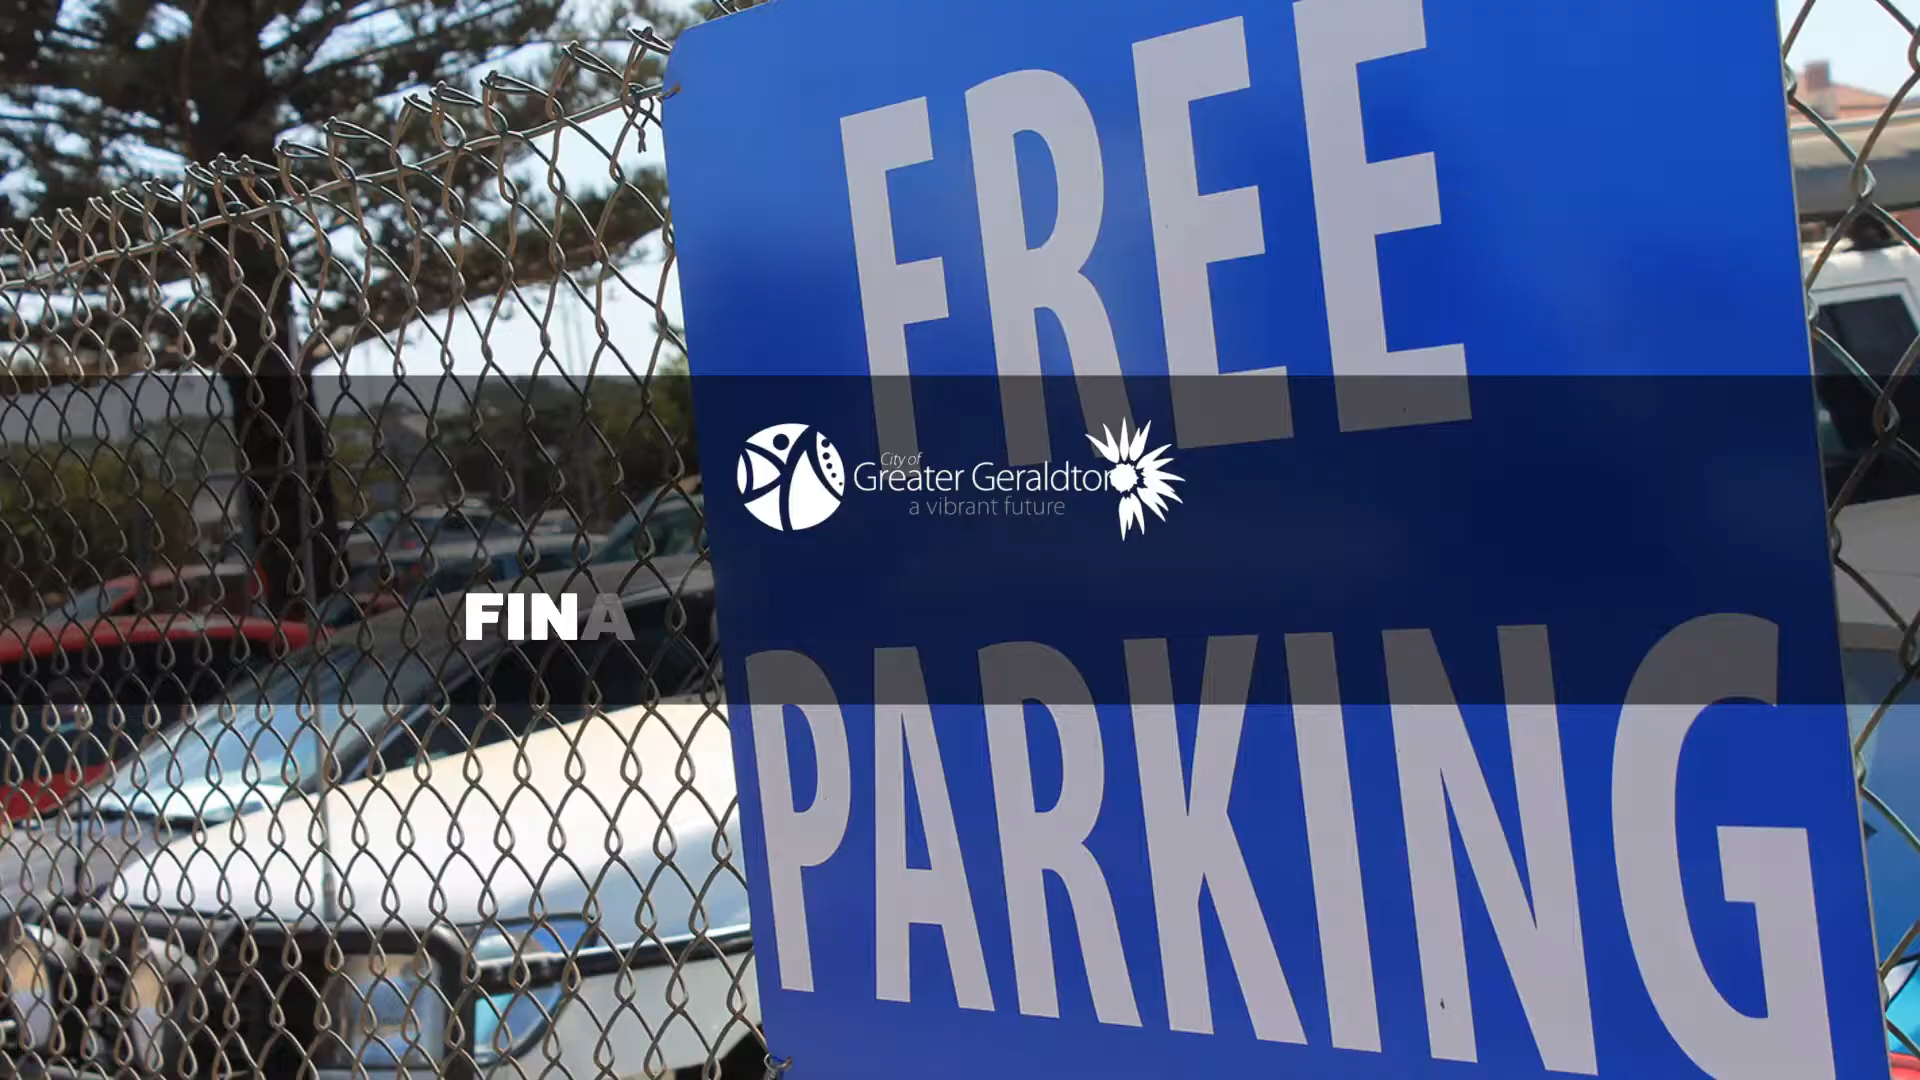 FREE
City of
Greater Geraldton
a vibrant future
FINA
PARKING